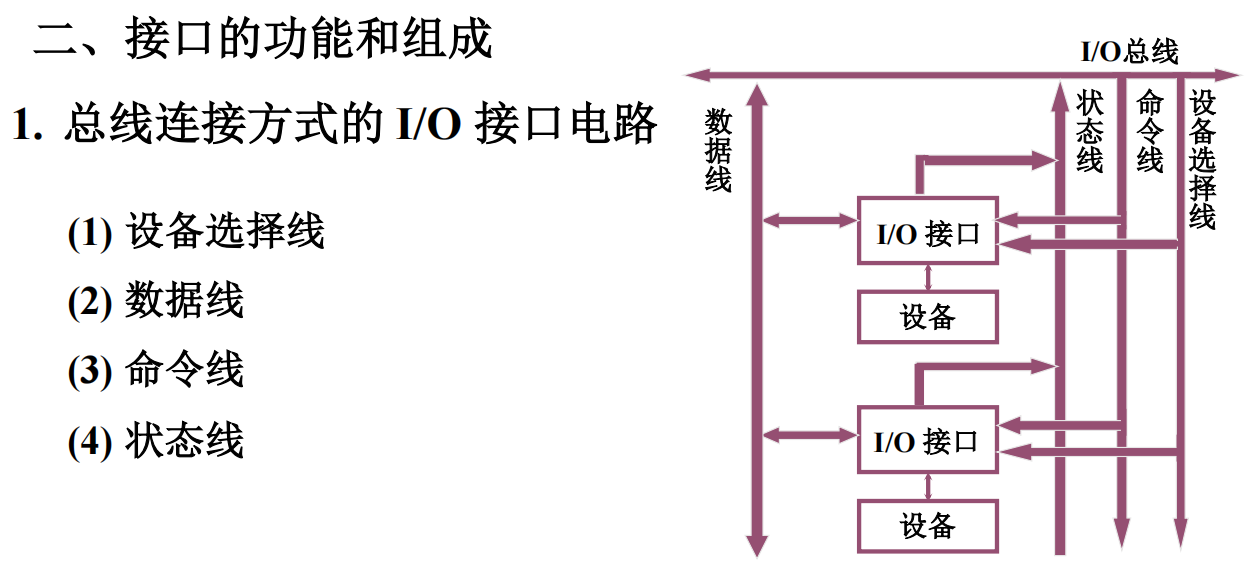 二、接口的功能和组成
1. 总线连接方式的 I/O 接口电路
(1) 设备选择线
(2) 数据线
(3) 命令线
(4) 状态线
I/O总线
数据线
状态线
命令线
设备选择线
I/O 接口
设备
I/O 接口
设备